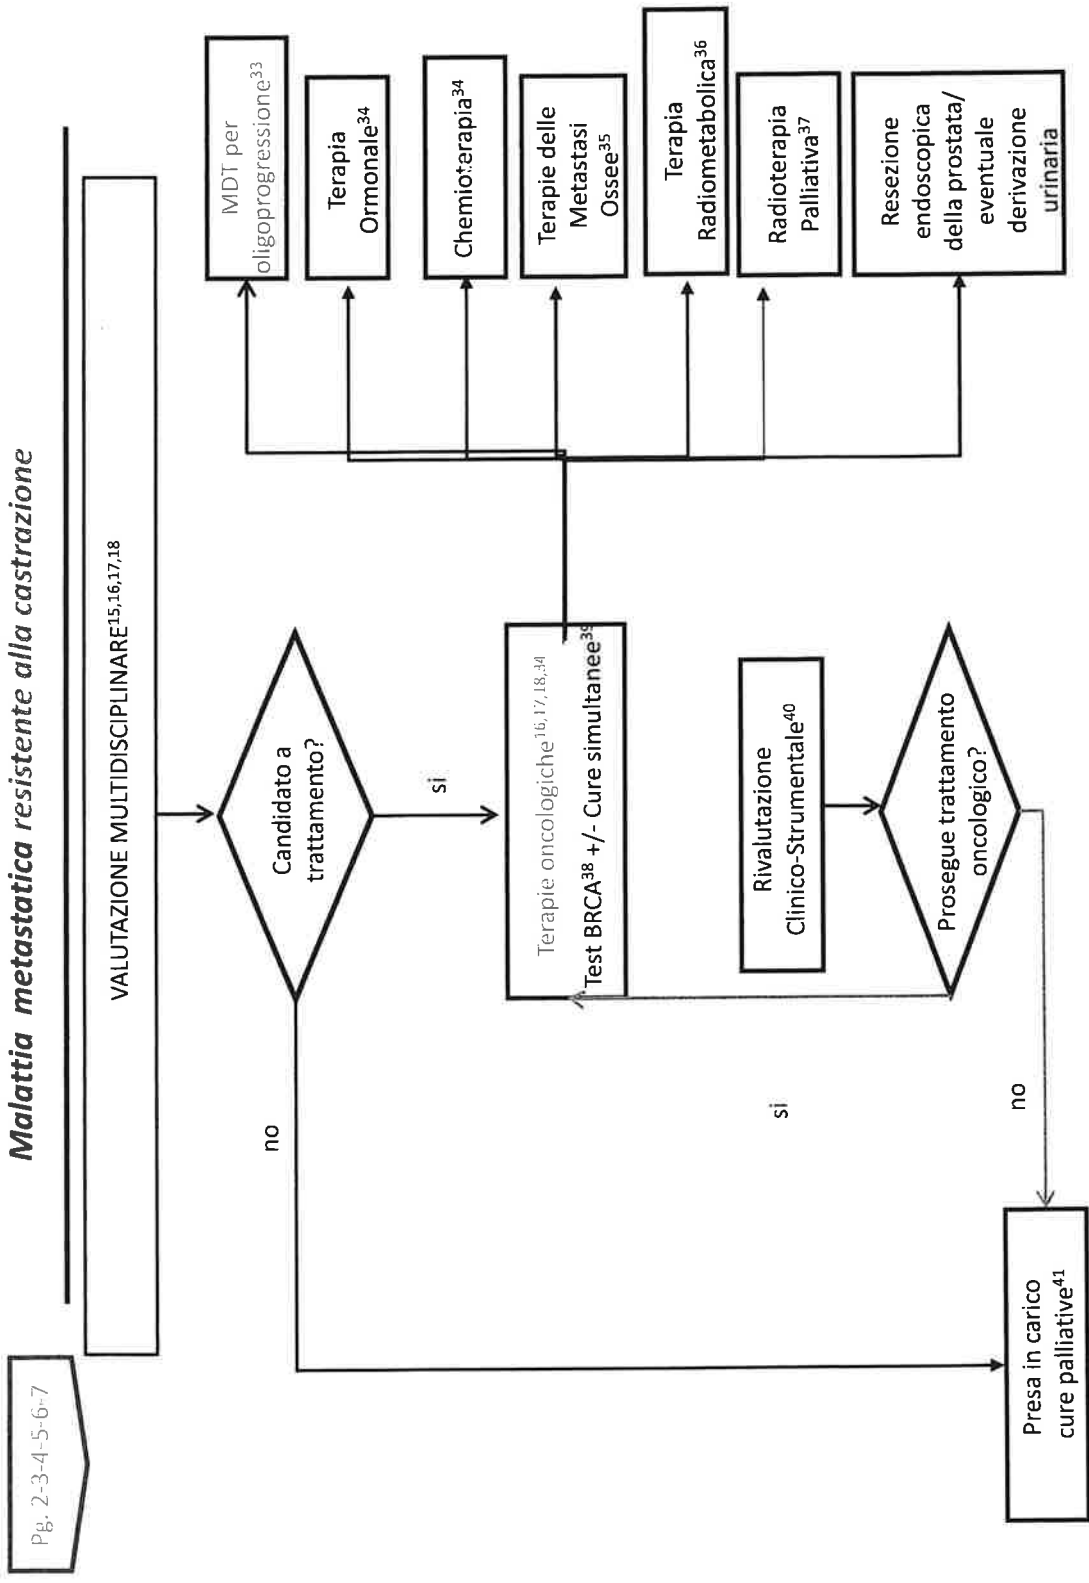 Pg. 2-3-4-5-6-7
Malattia metastatica resistente alla castrazione
VALUTAZIONE MULTIDISCIPLINARE15,16,17,18
Candidato a
trattamento?
no
si
Terapie oncologiche16,17,18,34
Test BRCA38 +/- Cure simultanee39
MDT per
oligoprogressione33
Terapia
Ormonale34
Chemioterapia34
Terapie delle
Metastasi
Ossee35
Terapia
Radiometabolica36
Radioterapia
Palliativa37
Resezione
endoscopica
della prostata/
eventuale
derivazione
urinaria
Rivalutazione
Clinico-Strumentale40
Prosegue trattamento
oncologico?
si
no
Presa in carico
cure palliative41